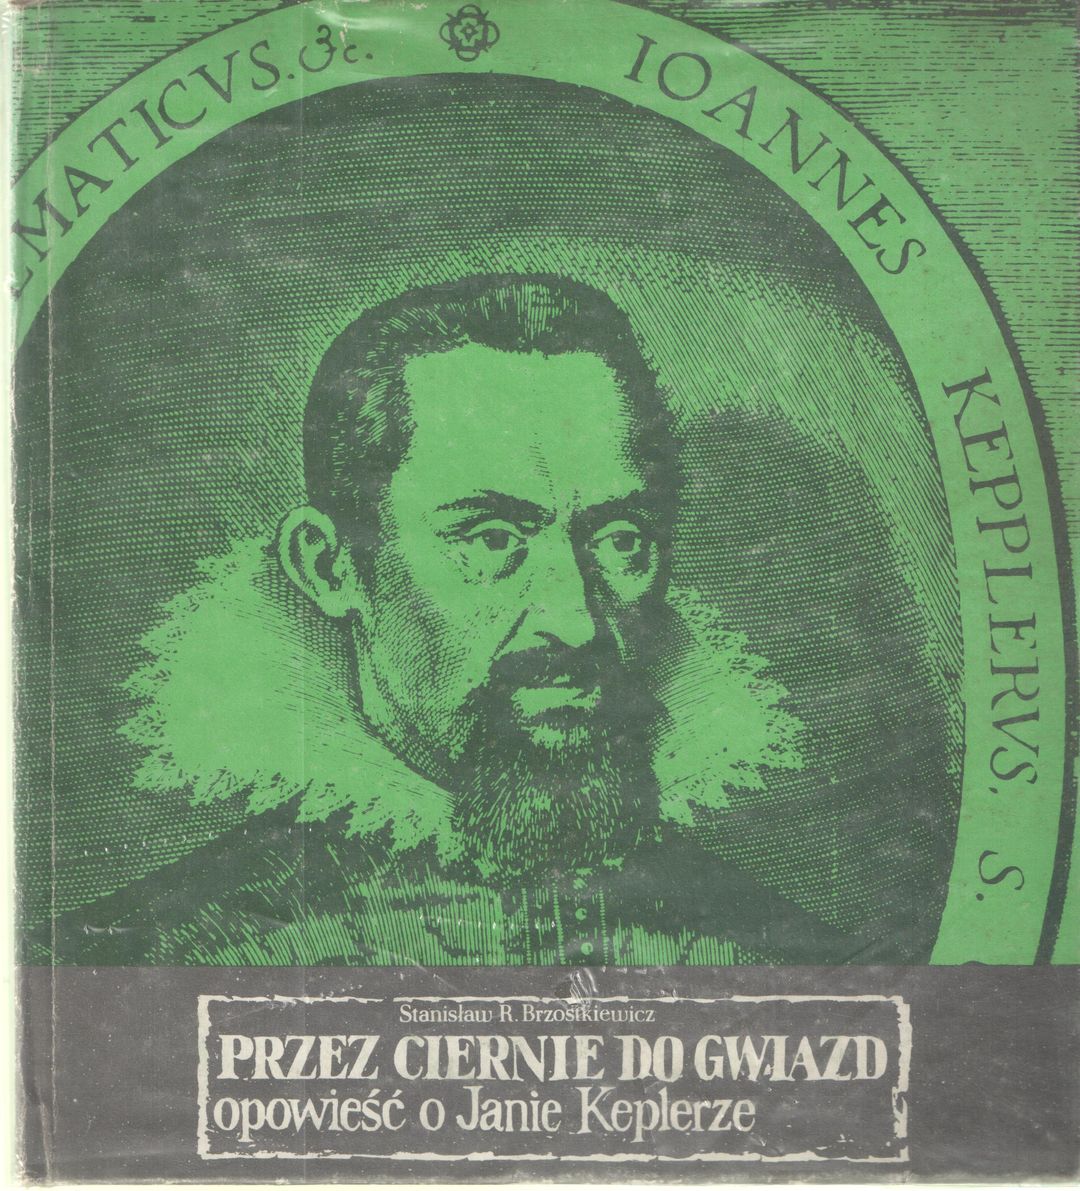 MATICVS. &c.
IOANNES KEPPLERVS. S.
Stanisław R. Brzostkiewicz
PRZEZ CIERNIE DO GWIAZD
opowieść o Janie Keplerze